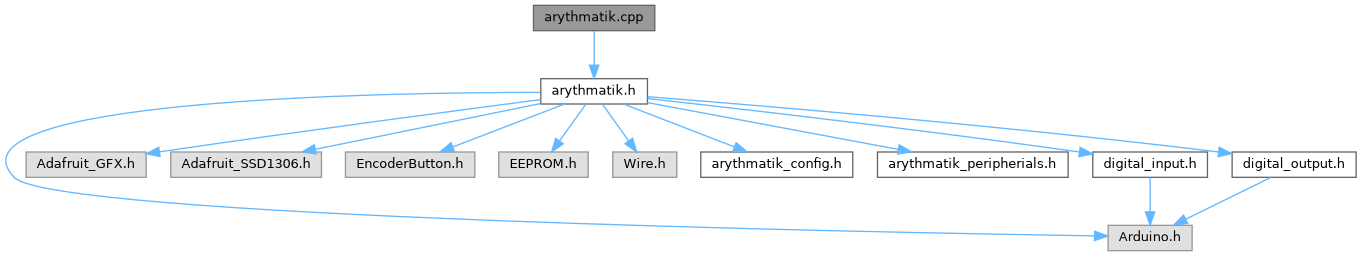 arythmatik.cpp
arythmatik.h
Adafruit_GFX.h
Adafruit_SSD1306.h
EncoderButton.h
EEPROM.h
Wire.h
arythmatik_config.h
arythmatik_peripherials.h
digital_input.h
digital_output.h
Arduino.h